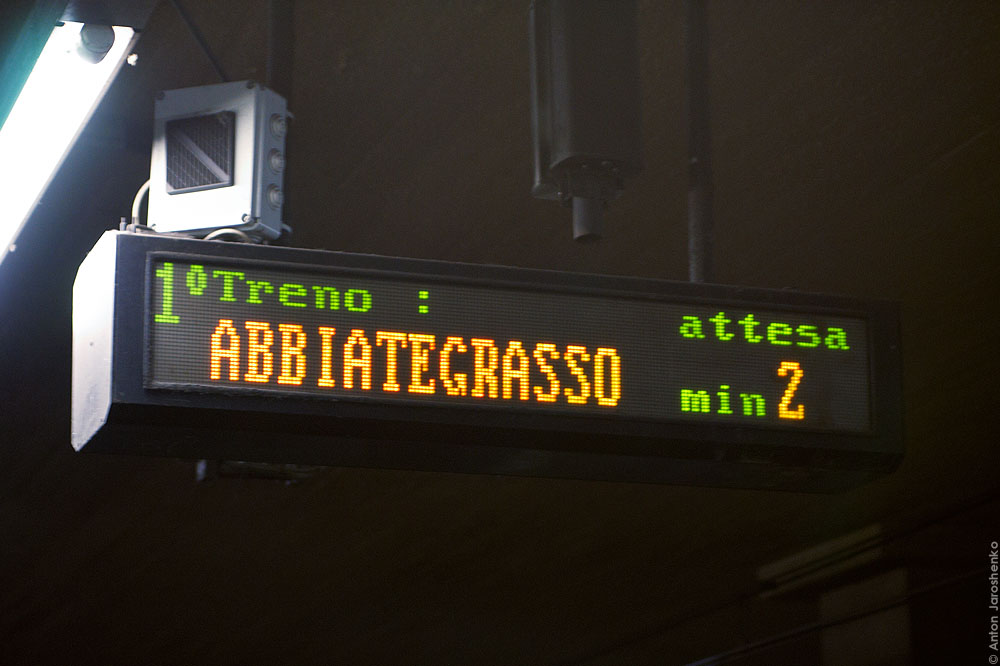 1° Treno : attesa
ABBIATEGRASSO min 2
© Anton Jaroshenko